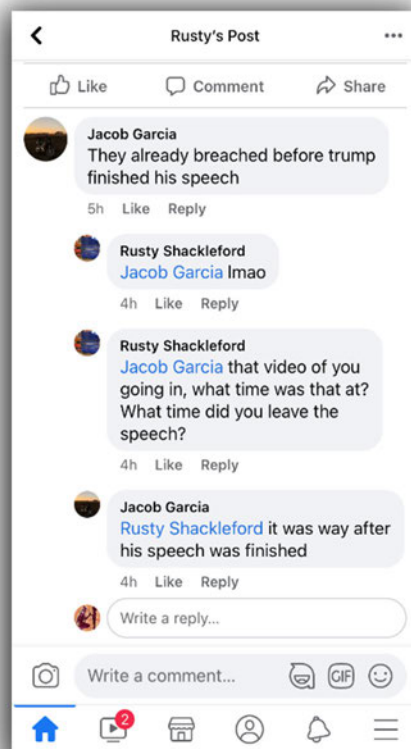 Rusty's Post
Like Comment Share
Jacob Garcia
They already breached before trump
finished his speech
5h Like Reply
Rusty Shackleford
Jacob Garcia lmao
4h Like Reply
Rusty Shackleford
Jacob Garcia that video of you
going in, what time was that at?
What time did you leave the
speech?
4h Like Reply
Jacob Garcia
Rusty Shackleford it was way after
his speech was finished
4h Like Reply
Write a reply...
Write a comment... GIF
2